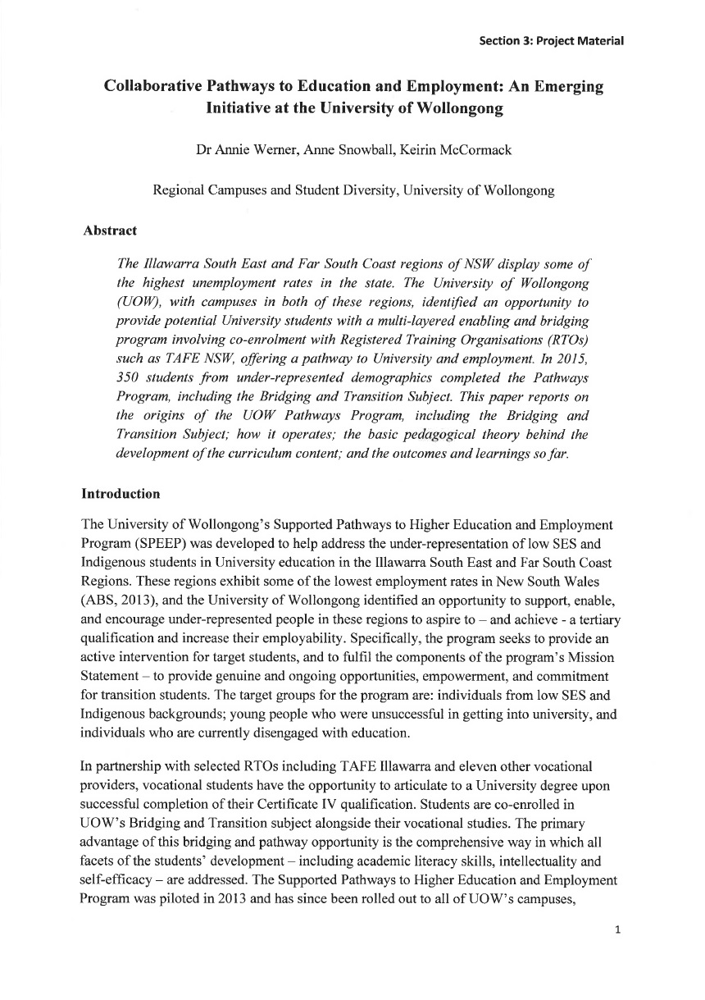 Section 3: Project Material
Collaborative Pathways to Education and Employment: An Emerging
Initiative at the University of Wollongong
Dr Annie Werner, Anne Snowball, Keirin McCormack
Regional Campuses and Student Diversity, University of Wollongong
Abstract
The Illawarra South East and Far South Coast regions of NSW display some of
the highest unemployment rates in the state. The University of Wollongong
(UOW), with campuses in both of these regions, identified an opportunity to
provide potential University students with a multi-layered enabling and bridging
program involving co-enrolment with Registered Training Organisations (RTOs)
such as TAFE NSW, offering a pathway to University and employment. In 2015,
350 students from under-represented demographics completed the Pathways
Program, including the Bridging and Transition Subject. This paper reports on
the origins of the UOW Pathways Program, including the Bridging and
Transition Subject; how it operates; the basic pedagogical theory behind the
development of the curriculum content; and the outcomes and learnings so far.
Introduction
The University of Wollongong's Supported Pathways to Higher Education and Employment
Program (SPEEP) was developed to help address the under-representation of low SES and
Indigenous students in University education in the Illawarra South East and Far South Coast
Regions. These regions exhibit some of the lowest employment rates in New South Wales
(ABS, 2013), and the University of Wollongong identified an opportunity to support, enable,
and encourage under-represented people in these regions to aspire to – and achieve - a tertiary
qualification and increase their employability. Specifically, the program seeks to provide an
active intervention for target students, and to fulfil the components of the program's Mission
Statement – to provide genuine and ongoing opportunities, empowerment, and commitment
for transition students. The target groups for the program are: individuals from low SES and
Indigenous backgrounds; young people who were unsuccessful in getting into university, and
individuals who are currently disengaged with education.
In partnership with selected RTOs including TAFE Illawarra and eleven other vocational
providers, vocational students have the opportunity to articulate to a University degree upon
successful completion of their Certificate IV qualification. Students are co-enrolled in
UOW's Bridging and Transition subject alongside their vocational studies. The primary
advantage of this bridging and pathway opportunity is the comprehensive way in which all
facets of the students' development – including academic literacy skills, intellectuality and
self-efficacy – are addressed. The Supported Pathways to Higher Education and Employment
Program was piloted in 2013 and has since been rolled out to all of UOW's campuses,
1